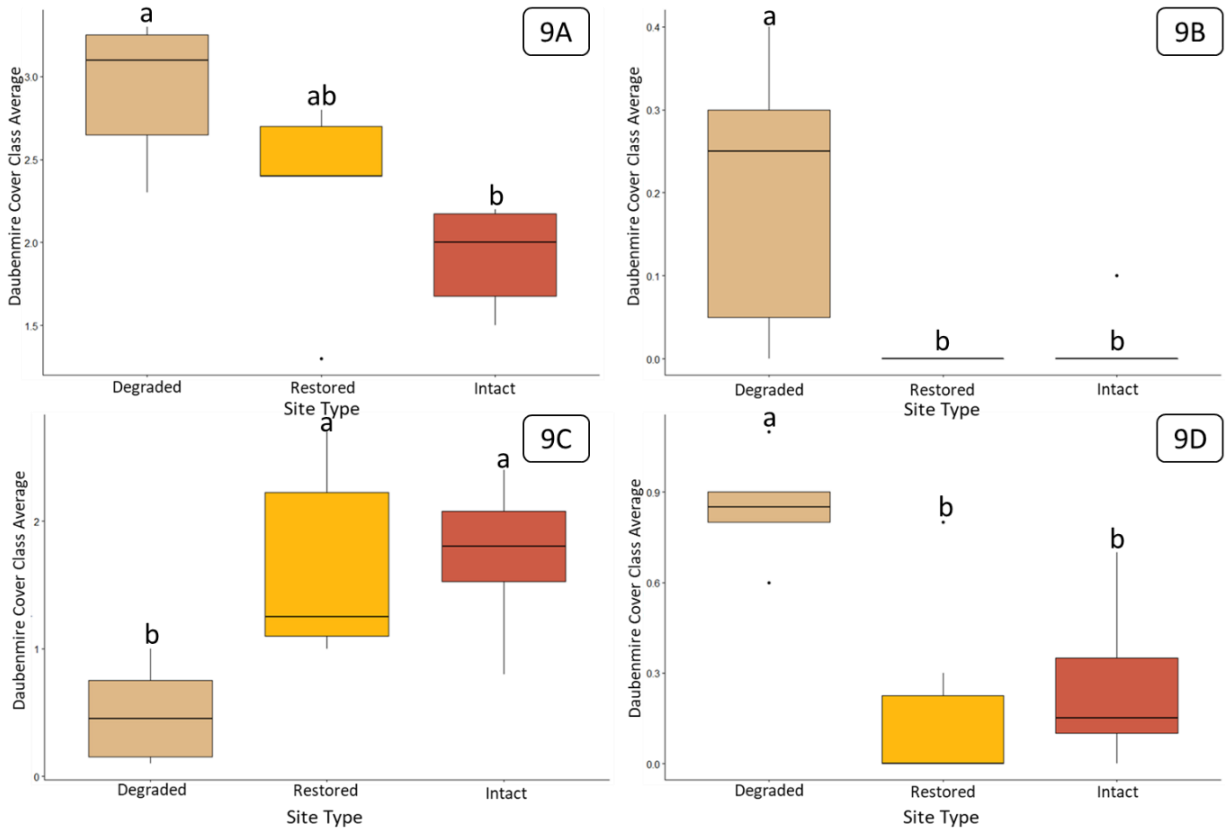 9A
a
ab
b
Daubenmire Cover Class Average
3.0
2.5
2.0
1.5
Degraded Restored Intact
Site Type
9B
a
b
b
Daubenmire Cover Class Average
0.4
0.3
0.2
0.1
0.0
Degraded Restored Intact
Site Type
9C
a
a
b
Daubenmire Cover Class Average
2
1
0
Degraded Restored Intact
Site Type
9D
a
b
b
Daubenmire Cover Class Average
0.9
0.6
0.3
0.0
Degraded Restored Intact
Site Type